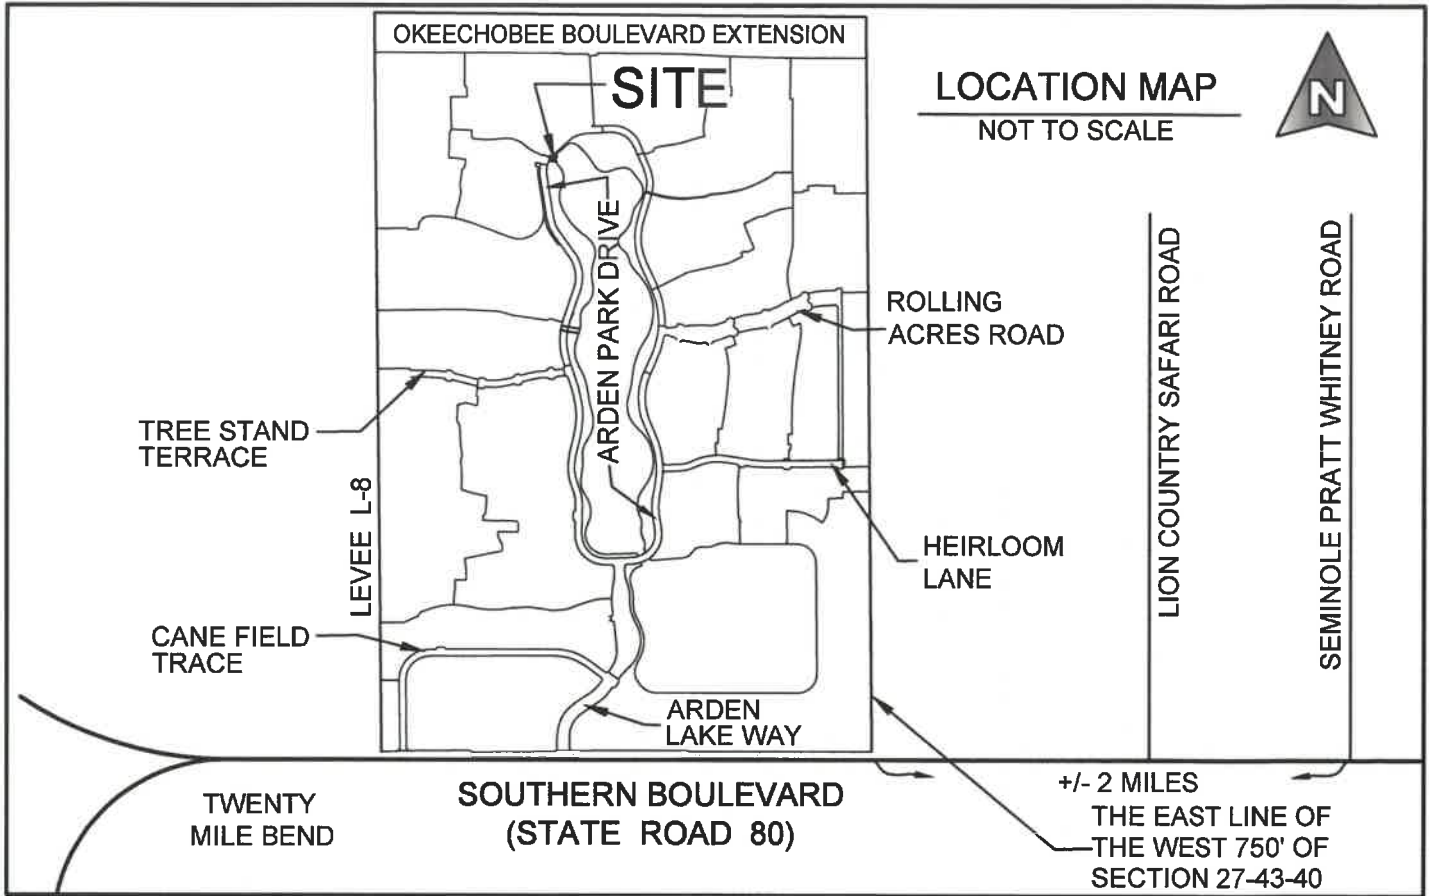 OKEECHOBEE BOULEVARD EXTENSION
SITE
LOCATION MAP
NOT TO SCALE
N
ARDEN PARK DRIVE
ROLLING
ACRES ROAD
LION COUNTRY SAFARI ROAD
SEMINOLE PRATT WHITNEY ROAD
TREE STAND
TERRACE
LEVEE L-8
HEIRLOOM
LANE
CANE FIELD
TRACE
ARDEN
LAKE WAY
TWENTY
MILE BEND
SOUTHERN BOULEVARD
(STATE ROAD 80)
+/- 2 MILES
THE EAST LINE OF
THE WEST 750' OF
SECTION 27-43-40